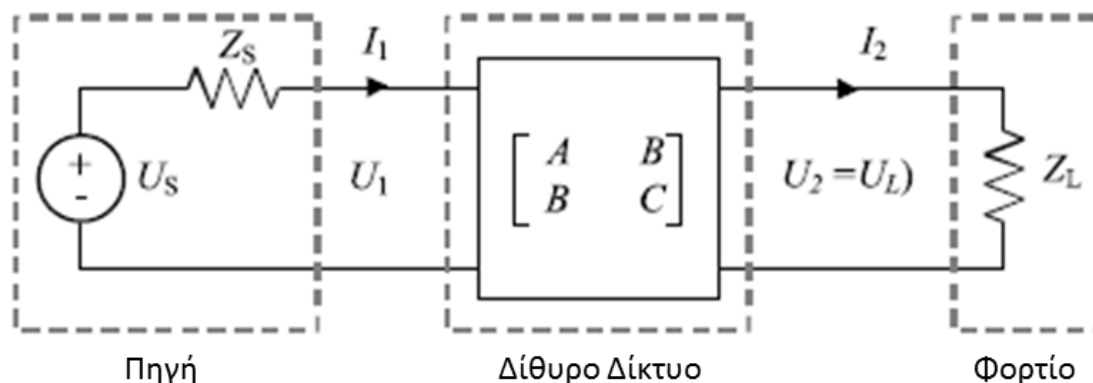 Z_S I_1 I_2
+ - U_S U_1 [A B U_2 =U_L) Z_L
B C]
Πηγή Δίθυρο Δίκτυο Φορτίο